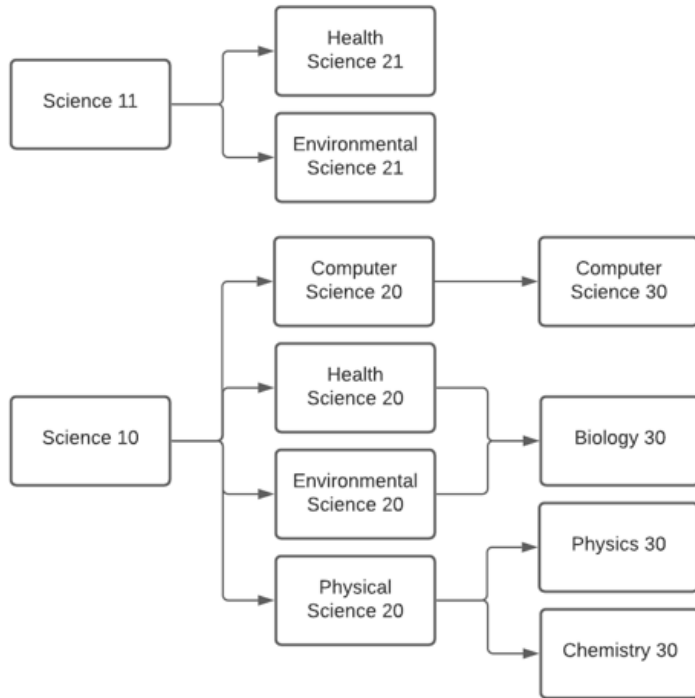 Health
Science 21
Science 11
Environmental
Science 21
Computer
Science 20
Computer
Science 30
Health
Science 20
Science 10
Biology 30
Environmental
Science 20
Physics 30
Physical
Science 20
Chemistry 30